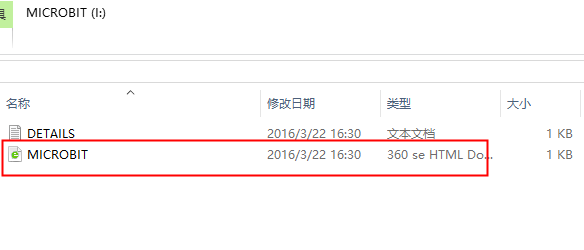 具
MICROBIT (I:)
名称 修改日期 类型 大小
DETAILS 2016/3/22 16:30 文本文档 1 KB
MICROBIT 2016/3/22 16:30 360 se HTML Do... 1 KB